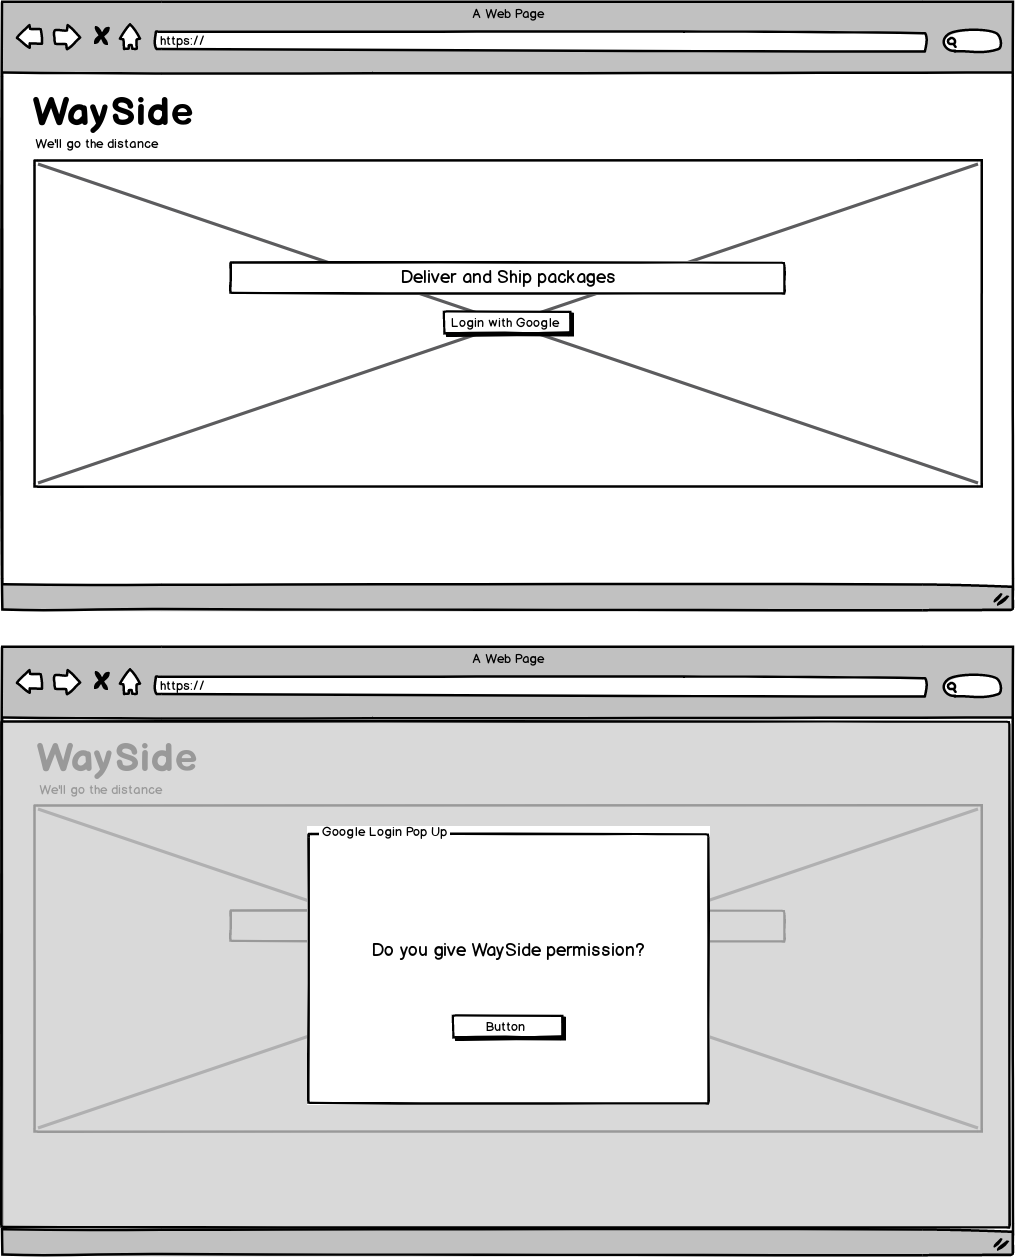 A Web Page
https://
WaySide
We'll go the distance
Deliver and Ship packages
Login with Google
A Web Page
https://
WaySide
We'll go the distance
Google Login Pop Up
Do you give WaySide permission?
Button